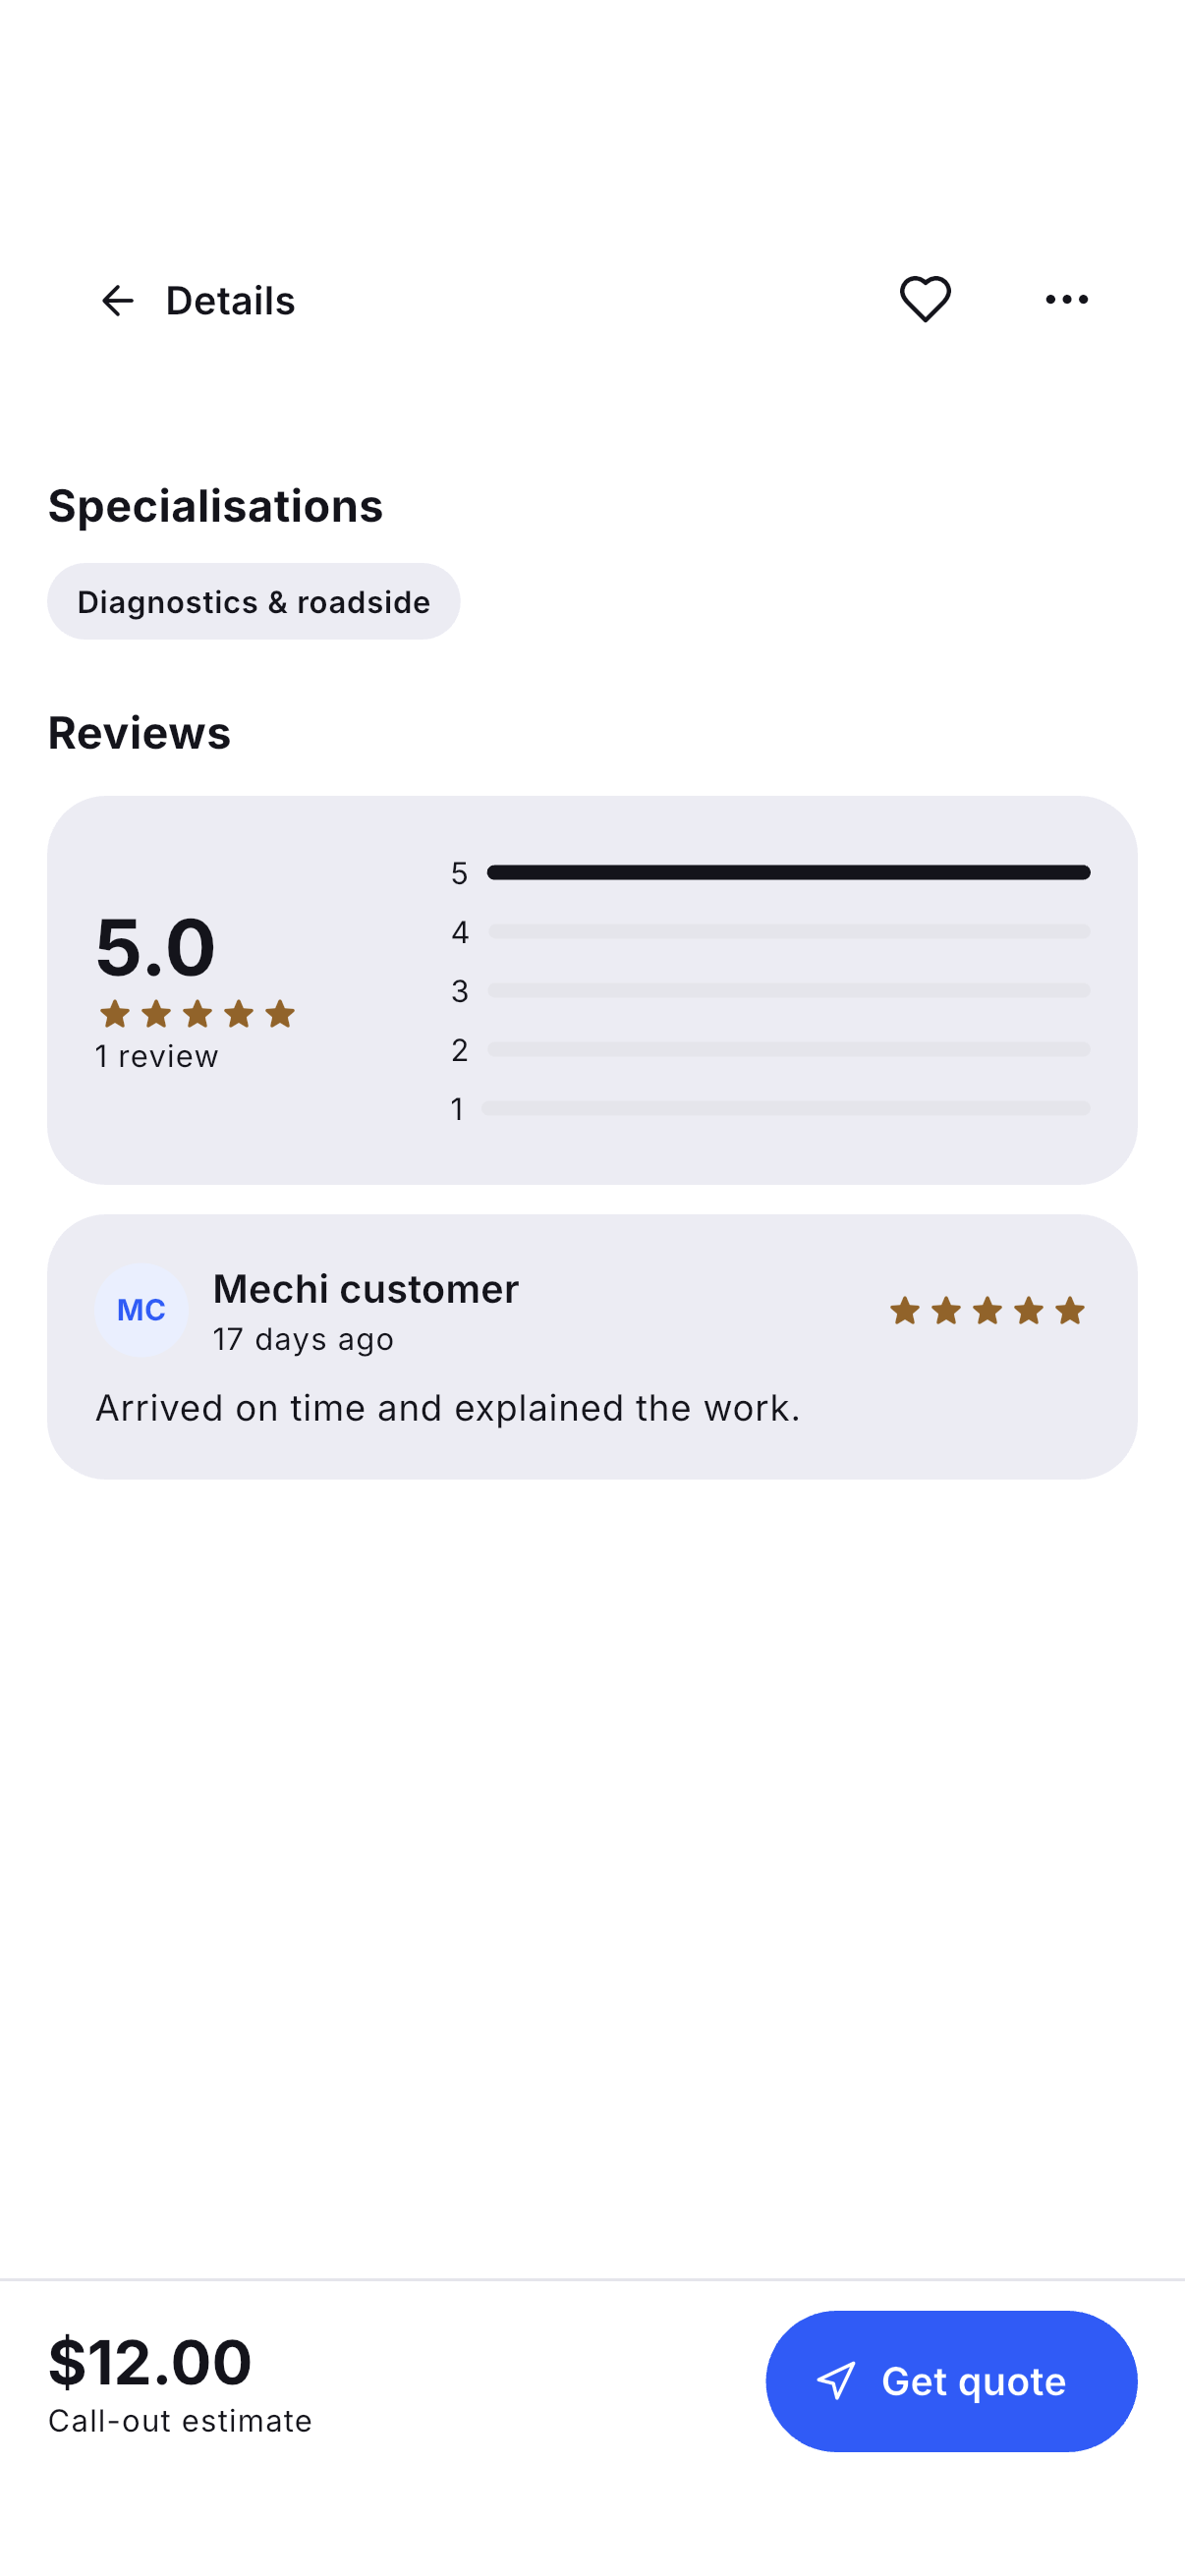 Details
Specialisations
Diagnostics & roadside
Reviews
5.0
1 review
5
4
3
2
1
MC
Mechi customer
17 days ago
Arrived on time and explained the work.
$12.00
Call-out estimate
Get quote